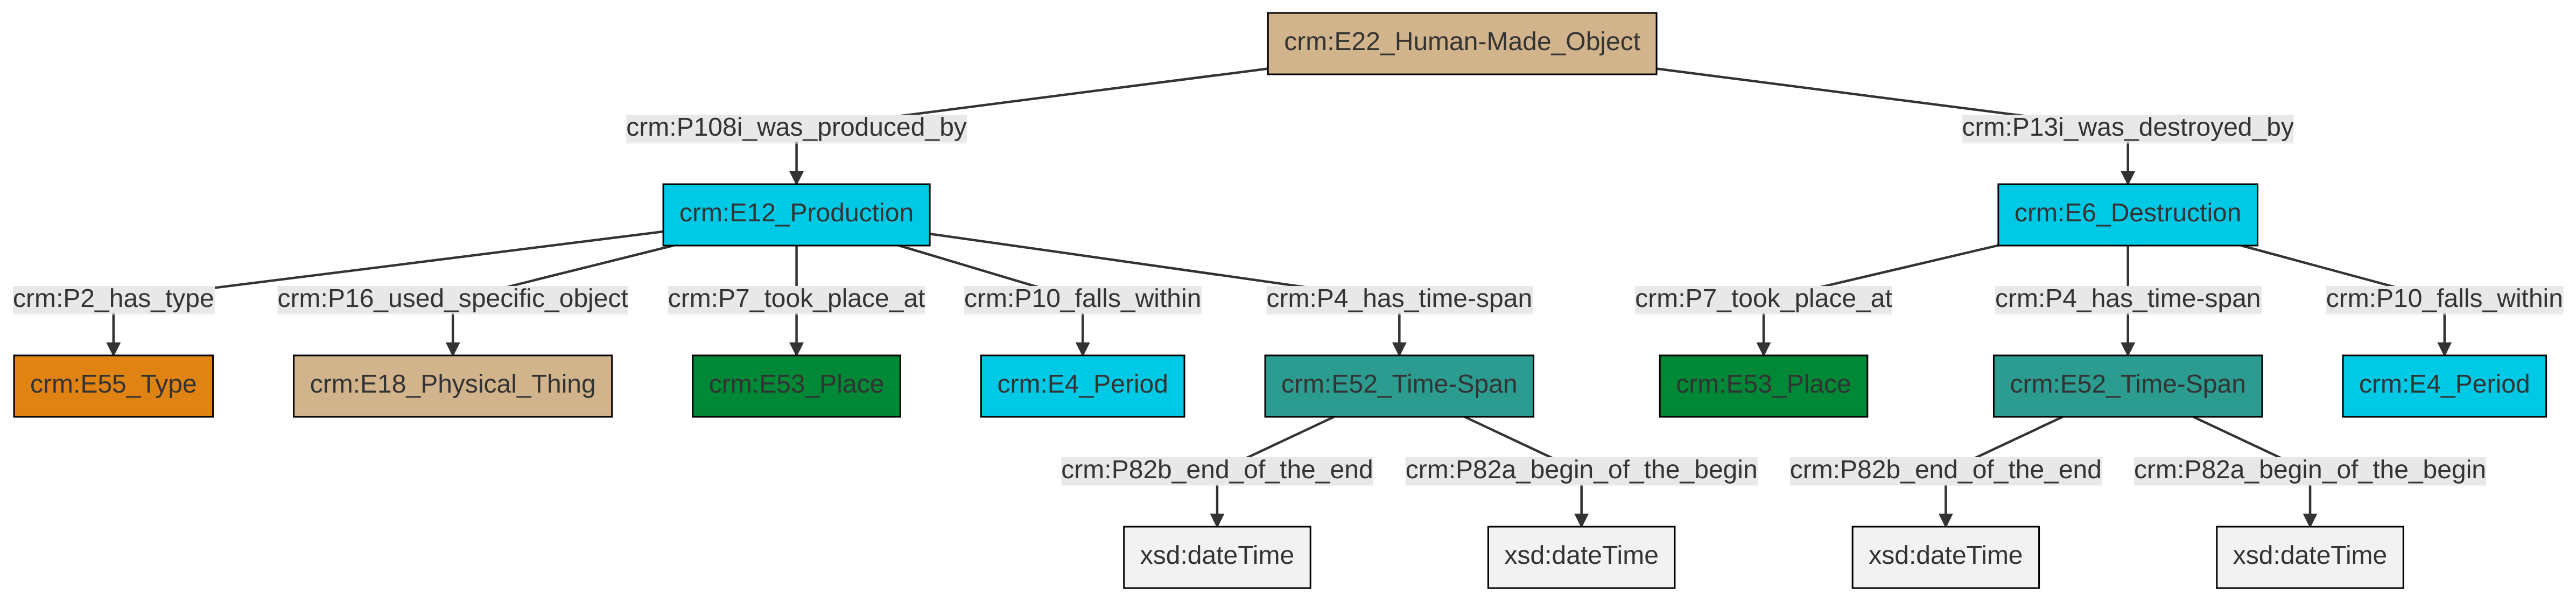 crm:E22_Human-Made_Object
crm:P108i_was_produced_by
crm:P13i_was_destroyed_by
crm:E12_Production
crm:E6_Destruction
crm:P2_has_type
crm:P16_used_specific_object
crm:P7_took_place_at
crm:P10_falls_within
crm:P4_has_time-span
crm:P7_took_place_at
crm:P4_has_time-span
crm:P10_falls_within
crm:E55_Type
crm:E18_Physical_Thing
crm:E53_Place
crm:E4_Period
crm:E52_Time-Span
crm:E53_Place
crm:E52_Time-Span
crm:E4_Period
crm:P82b_end_of_the_end
crm:P82a_begin_of_the_begin
crm:P82b_end_of_the_end
crm:P82a_begin_of_the_begin
xsd:dateTime
xsd:dateTime
xsd:dateTime
xsd:dateTime